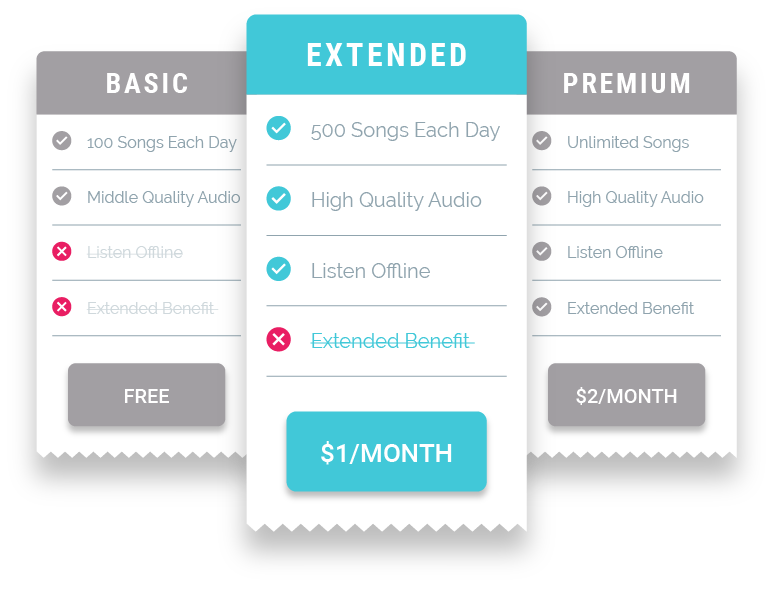 BASIC
100 Songs Each Day
Middle Quality Audio
Listen Offline
Extended Benefit
FREE
EXTENDED
500 Songs Each Day
High Quality Audio
Listen Offline
Extended Benefit
$1/MONTH
PREMIUM
Unlimited Songs
High Quality Audio
Listen Offline
Extended Benefit
$2/MONTH